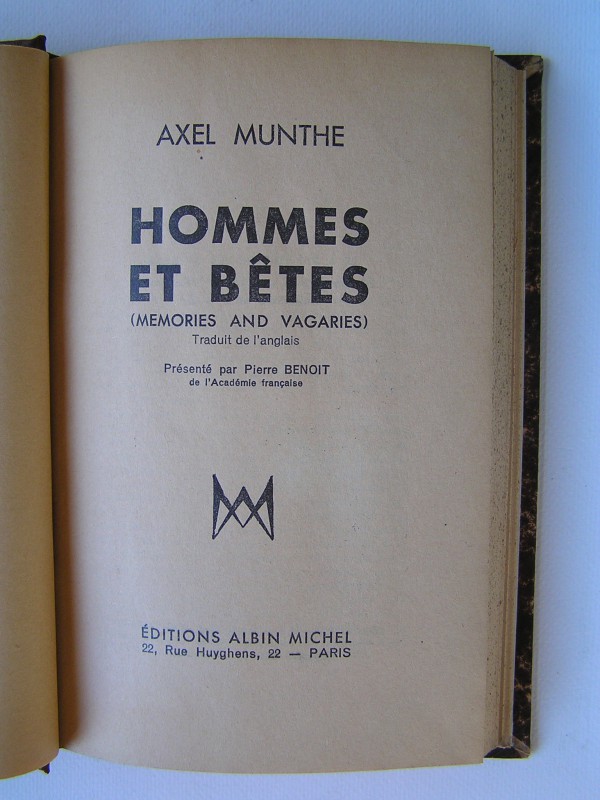 AXEL MUNTHE
HOMMES
ET BÊTES
(MEMORIES AND VAGARIES)
Traduit de l'anglais
Présenté par Pierre BENOIT
de l'Académie française
ÉDITIONS ALBIN MICHEL
22, Rue Huyghens, 22 — PARIS